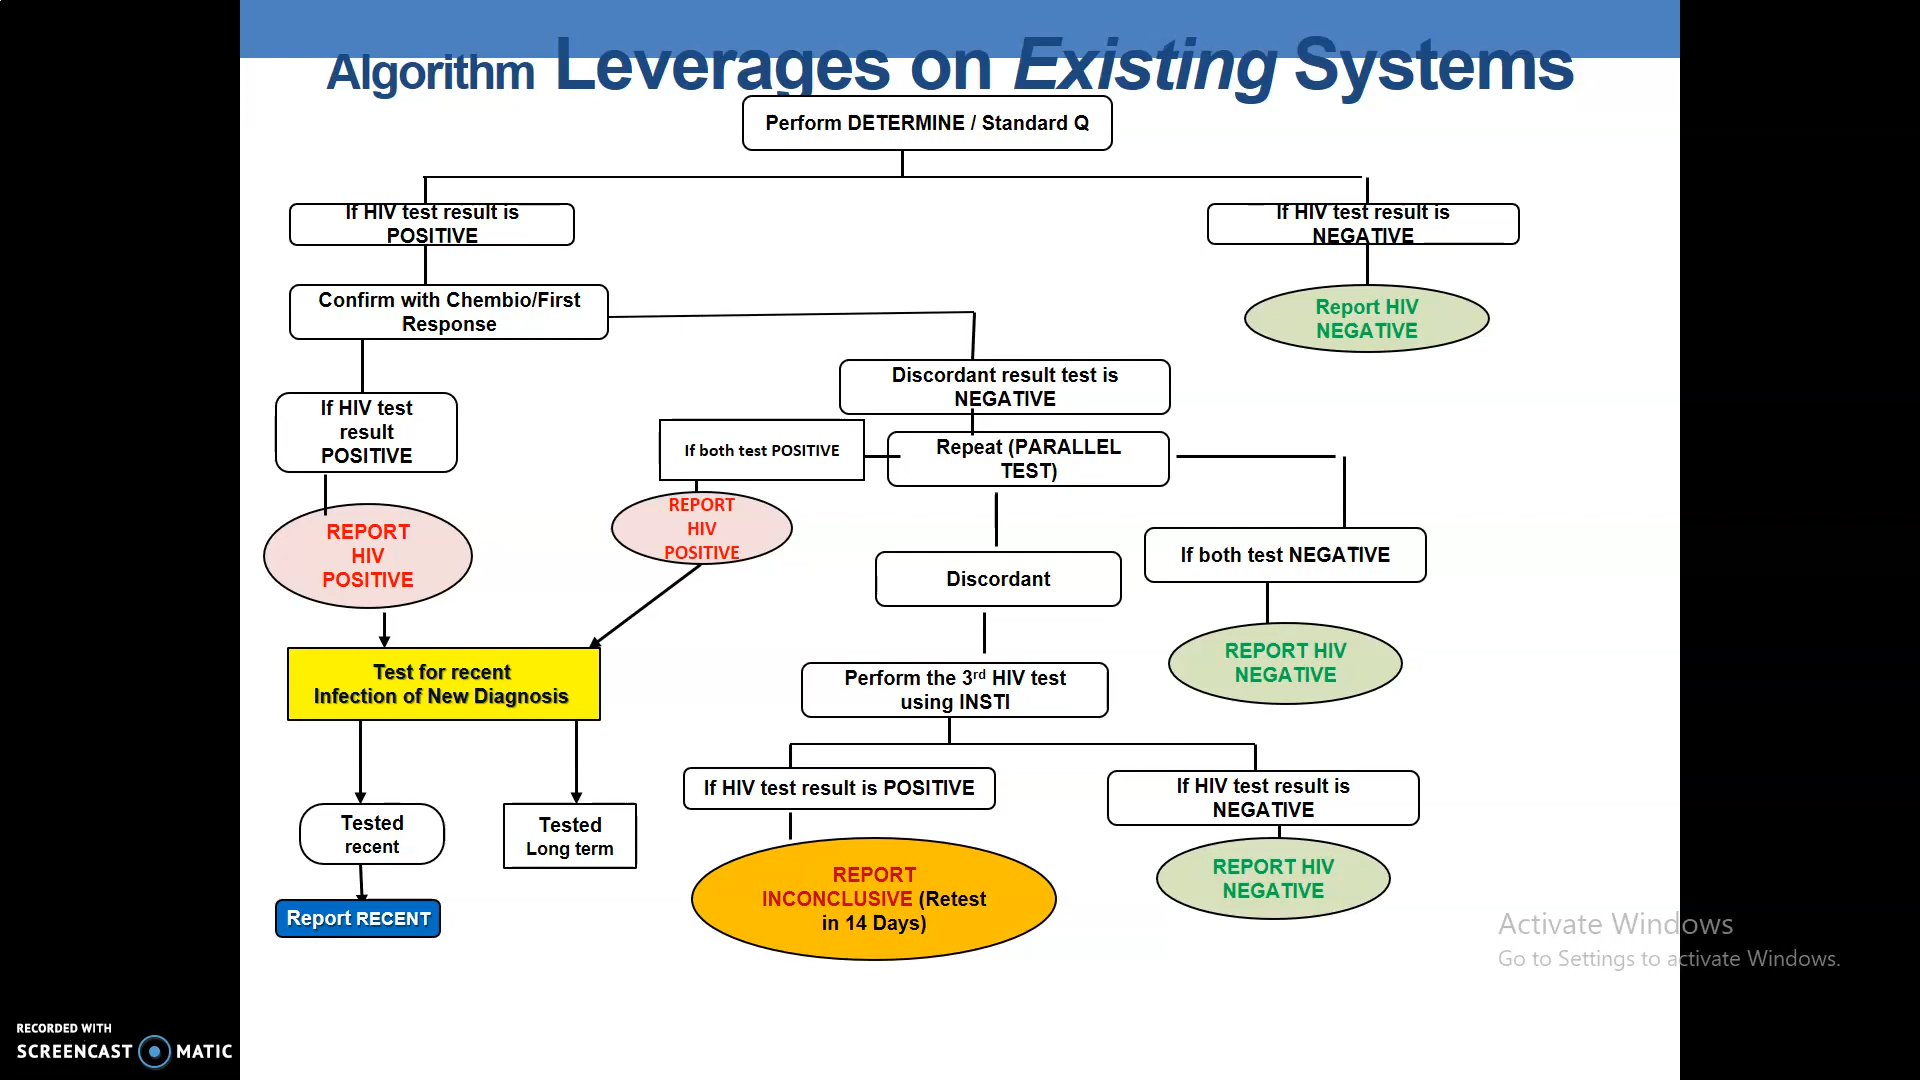 Algorithm Leverages on Existing Systems
Perform DETERMINE / Standard Q
If HIV test result is
POSITIVE
If HIV test result is
NEGATIVE
Confirm with Chembio/First
Response
Report HIV
NEGATIVE
Discordant result test is
NEGATIVE
If HIV test
result
POSITIVE
If both test POSITIVE
Repeat (PARALLEL
TEST)
REPORT
HIV
POSITIVE
REPORT
HIV
POSITIVE
If both test NEGATIVE
Discordant
REPORT HIV
NEGATIVE
Test for recent
Infection of New Diagnosis
Perform the 3rd HIV test
using INSTI
If HIV test result is POSITIVE
If HIV test result is
NEGATIVE
Tested
recent
Tested
Long term
REPORT
INCONCLUSIVE (Retest
in 14 Days)
REPORT HIV
NEGATIVE
Report RECENT
Activate Windows
Go to Settings to activate Windows.
RECORDED WITH
SCREENCAST MATIC